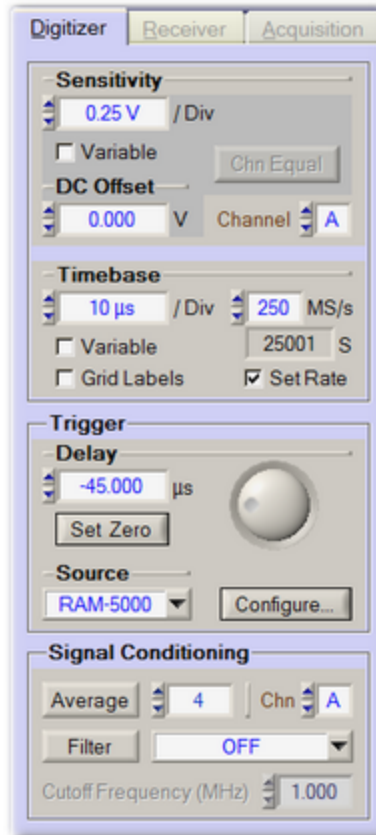 Digitizer Receiver Acquisition
Sensitivity
0.25 V / Div
Variable
Chn Equal
DC Offset
0.000 V Channel A
Timebase
10 µs / Div 250 MS/s
Variable 25001 S
Grid Labels Set Rate
Trigger
Delay
-45.000 µs
Set Zero
Source
RAM-5000 Configure...
Signal Conditioning
Average 4 Chn A
Filter OFF
Cutoff Frequency (MHz) 1.000